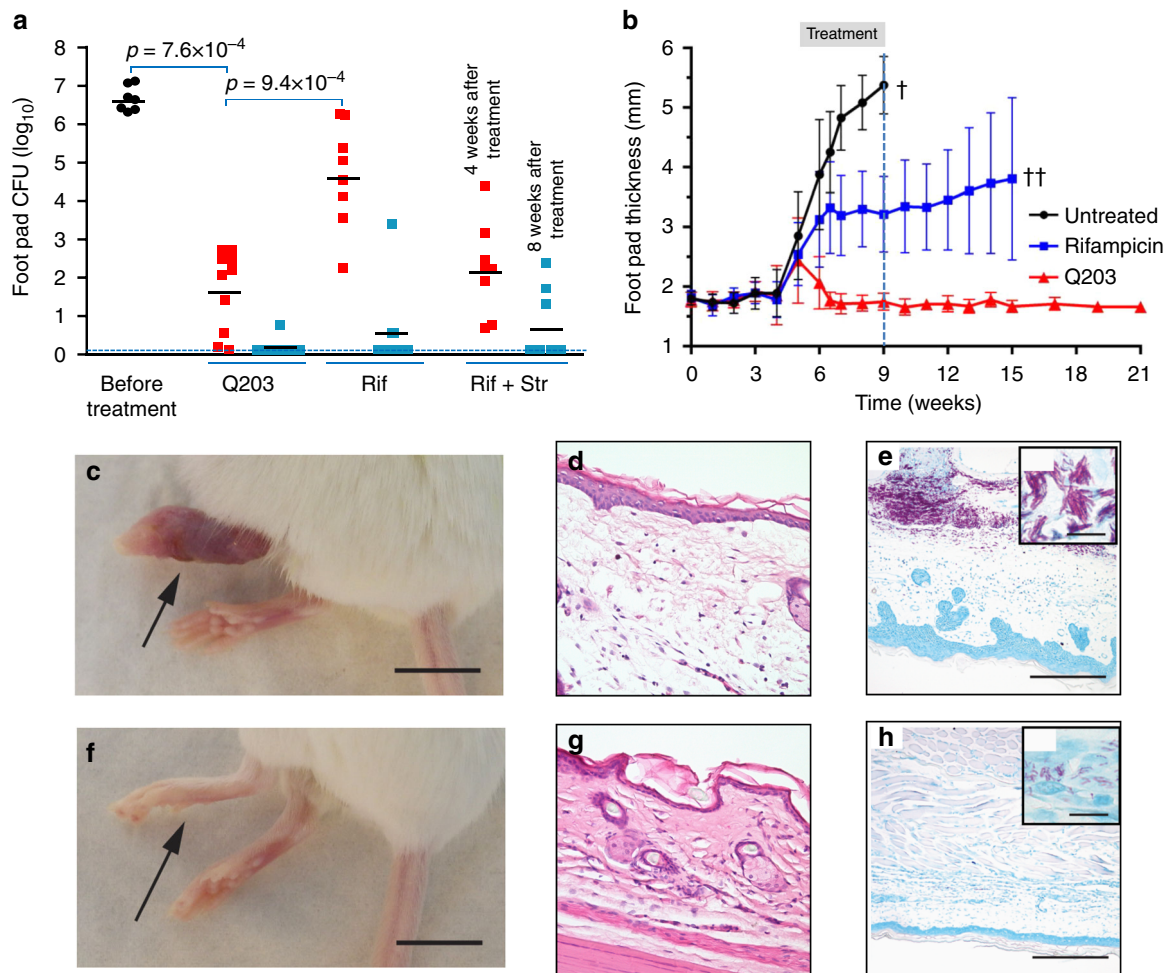 a
8
7
6
5
4
3
2
1
0
Foot pad CFU (log10)
p = 7.6×10–4
p = 9.4×10–4
4 weeks after
treatment
8 weeks after
treatment
Before
treatment
Q203
Rif
Rif + Str
b
Treatment
6
5
4
3
2
1
Foot pad thickness (mm)
†
††
Untreated
Rifampicin
Q203
0
3
6
9
12
15
18
21
Time (weeks)
c
d
e
f
g
h